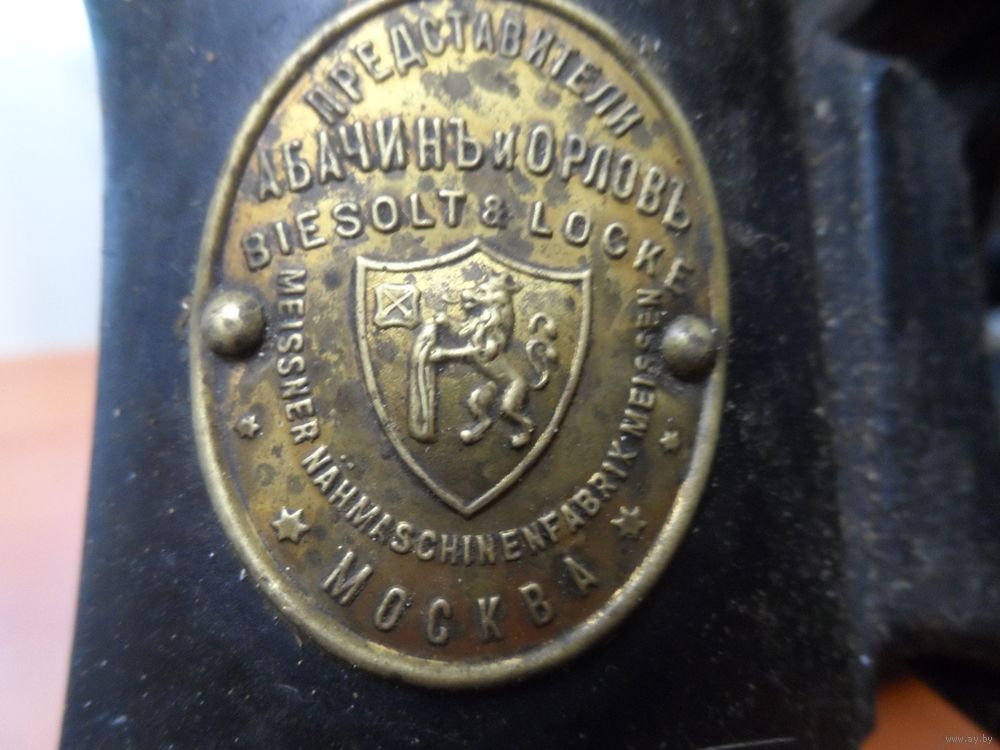 ПРЕДСТАВИТЕЛИ
АБАЧИНЪ и ОРЛОВЪ
BIESOLT & LOCKE
MEISSNER NÄHMASCHINENFABRIK·MEISSEN
МОСКВА
www.ay.by